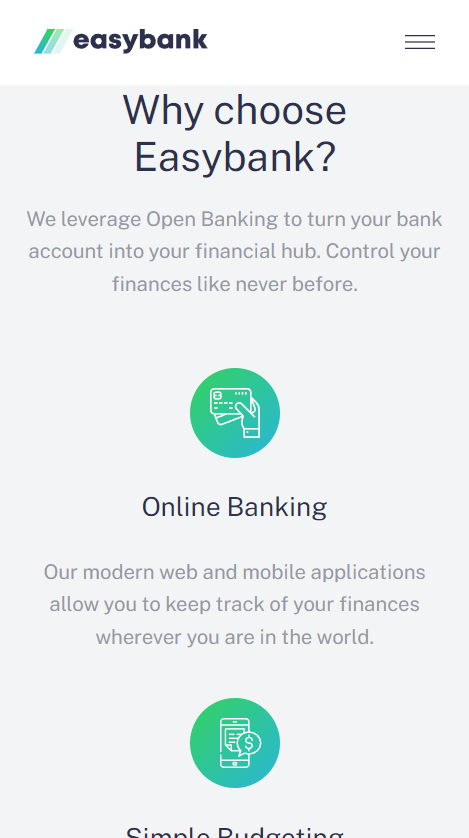 easybank
Why choose
Easybank?
We leverage Open Banking to turn your bank
account into your financial hub. Control your
finances like never before.
Online Banking
Our modern web and mobile applications
allow you to keep track of your finances
wherever you are in the world.
Simple Budgeting